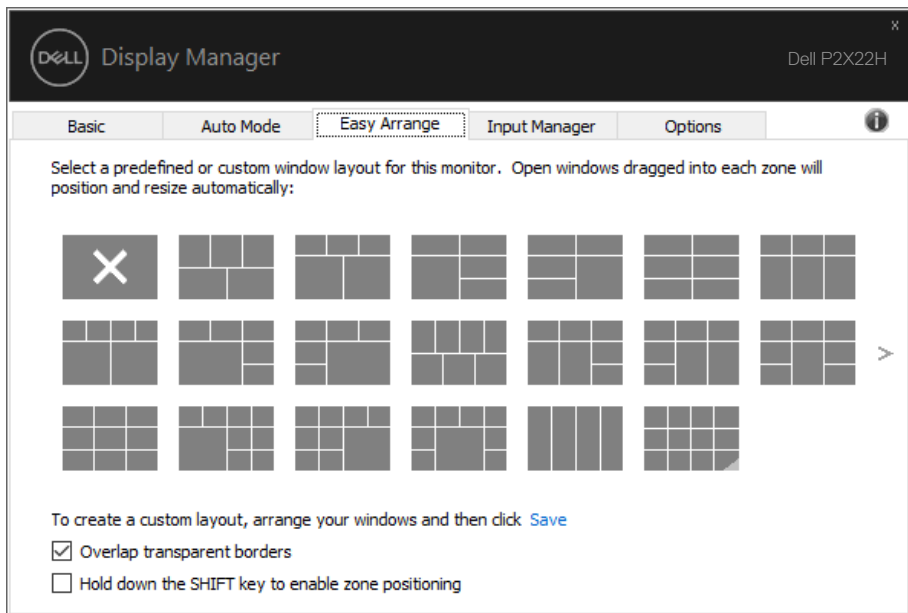 x
DELL Display Manager
Dell P2X22H
Basic Auto Mode Easy Arrange Input Manager Options
Select a predefined or custom window layout for this monitor. Open windows dragged into each zone will
position and resize automatically:
>
To create a custom layout, arrange your windows and then click Save
Overlap transparent borders
Hold down the SHIFT key to enable zone positioning